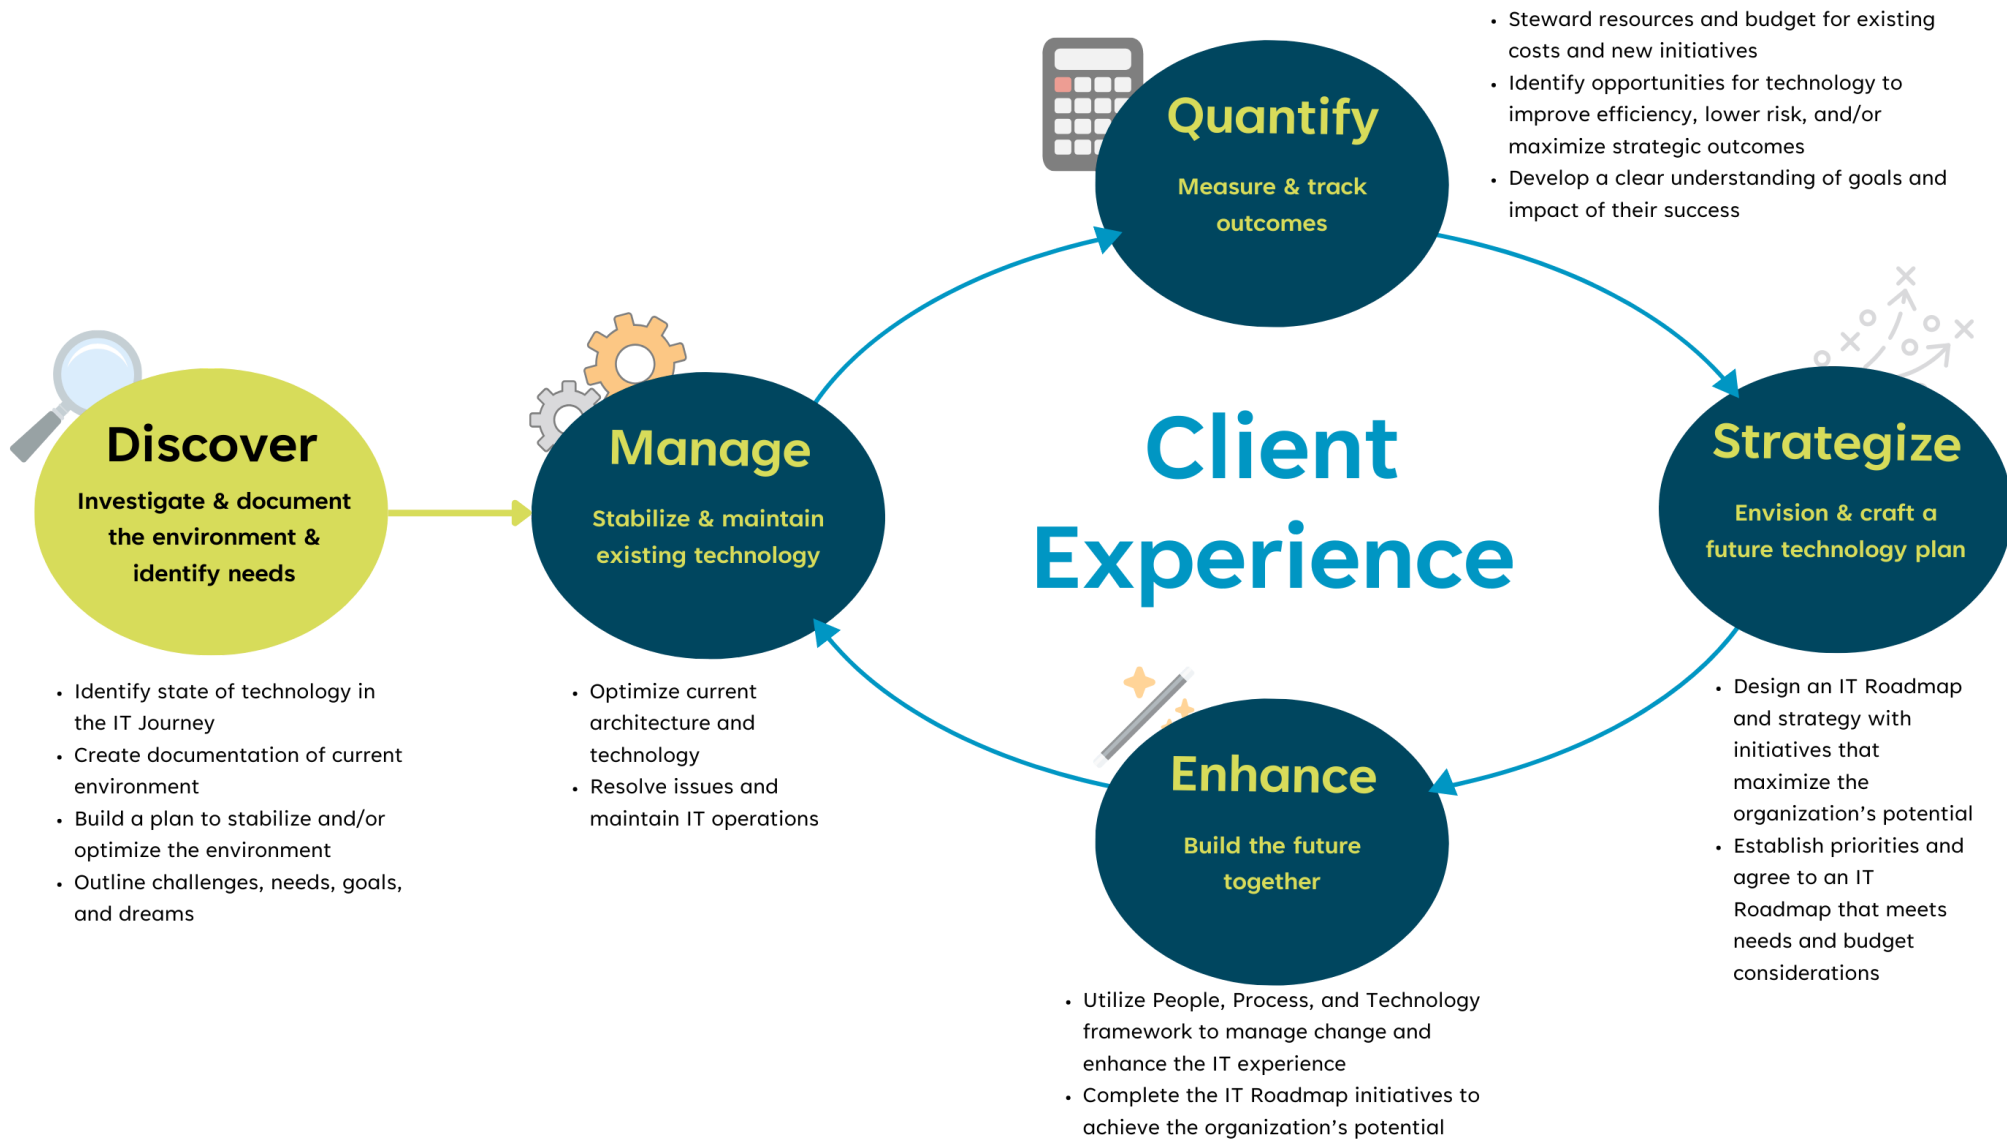 Quantify
Measure & track
outcomes
• Steward resources and budget for existing
costs and new initiatives
• Identify opportunities for technology to
improve efficiency, lower risk, and/or
maximize strategic outcomes
• Develop a clear understanding of goals and
impact of their success
Discover
Investigate & document
the environment &
identify needs
• Identify state of technology in
the IT Journey
• Create documentation of current
environment
• Build a plan to stabilize and/or
optimize the environment
• Outline challenges, needs, goals,
and dreams
Manage
Stabilize & maintain
existing technology
• Optimize current
architecture and
technology
• Resolve issues and
maintain IT operations
Client
Experience
Strategize
Envision & craft a
future technology plan
• Design an IT Roadmap
and strategy with
initiatives that
maximize the
organization's potential
• Establish priorities and
agree to an IT
Roadmap that meets
needs and budget
considerations
Enhance
Build the future
together
• Utilize People, Process, and Technology
framework to manage change and
enhance the IT experience
• Complete the IT Roadmap initiatives to
achieve the organization's potential